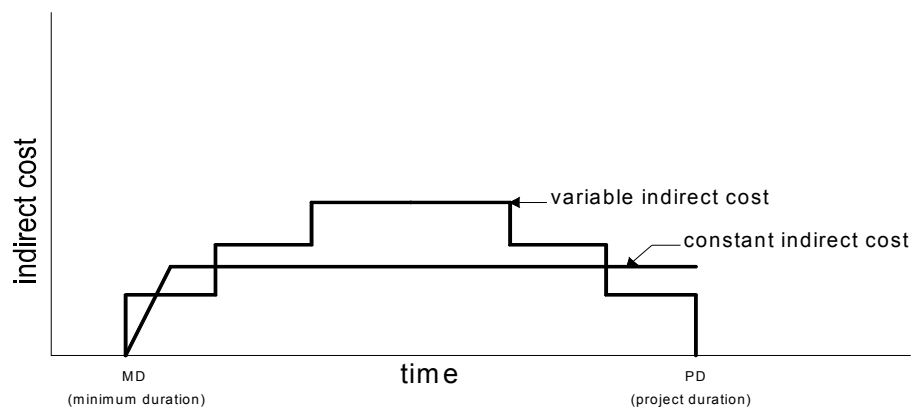 indirect cost
variable indirect cost
constant indirect cost
MD
(minimum duration)
time
PD
(project duration)